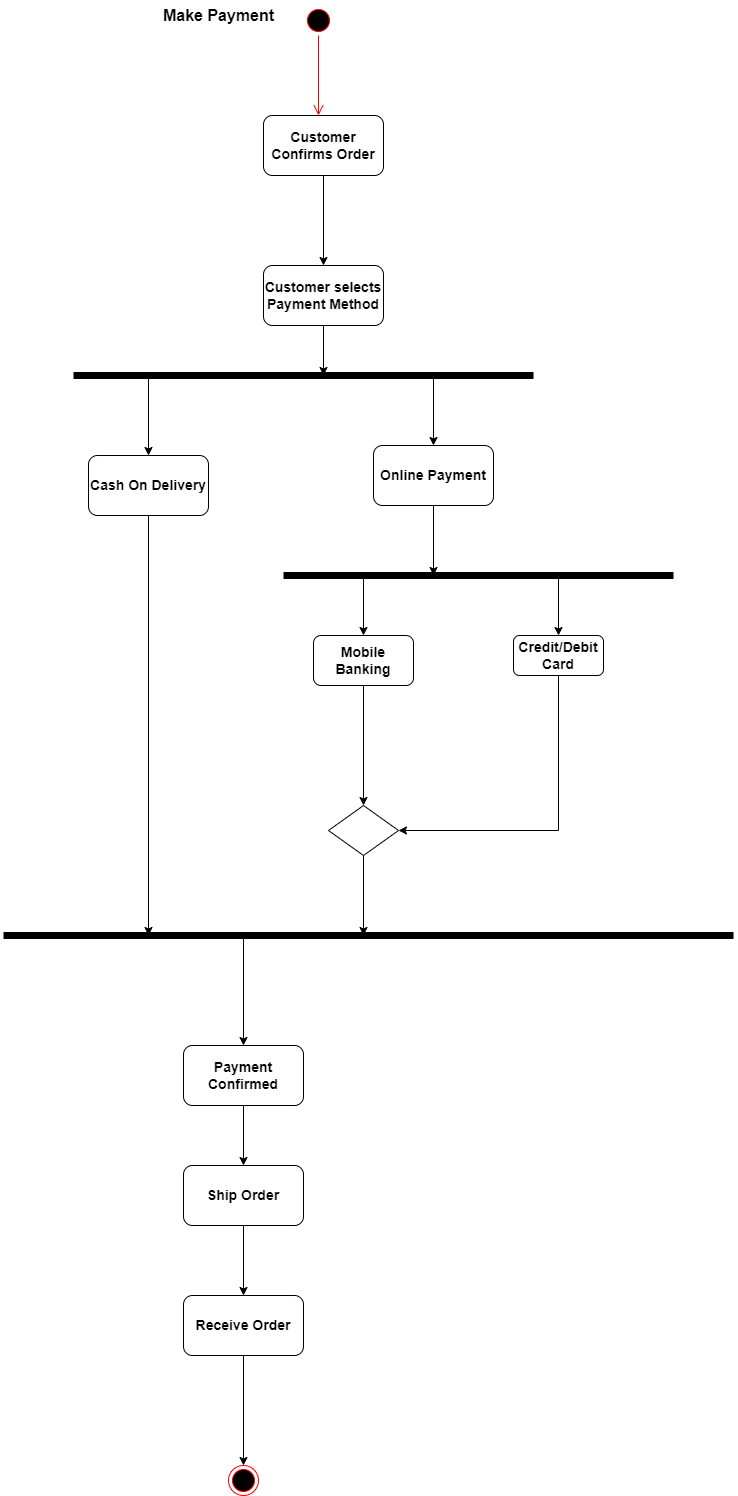 Make Payment
Customer
Confirms Order
Customer selects
Payment Method
Cash On Delivery
Online Payment
Mobile
Banking
Credit/Debit
Card
Payment
Confirmed
Ship Order
Receive Order